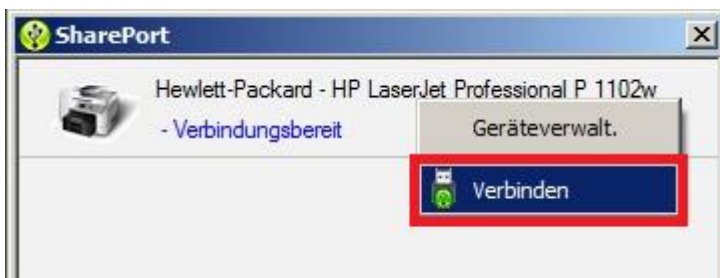 SharePort
Hewlett-Packard - HP LaserJet Professional P 1102w
- Verbindungsbereit
Geräteverwalt.
Verbinden